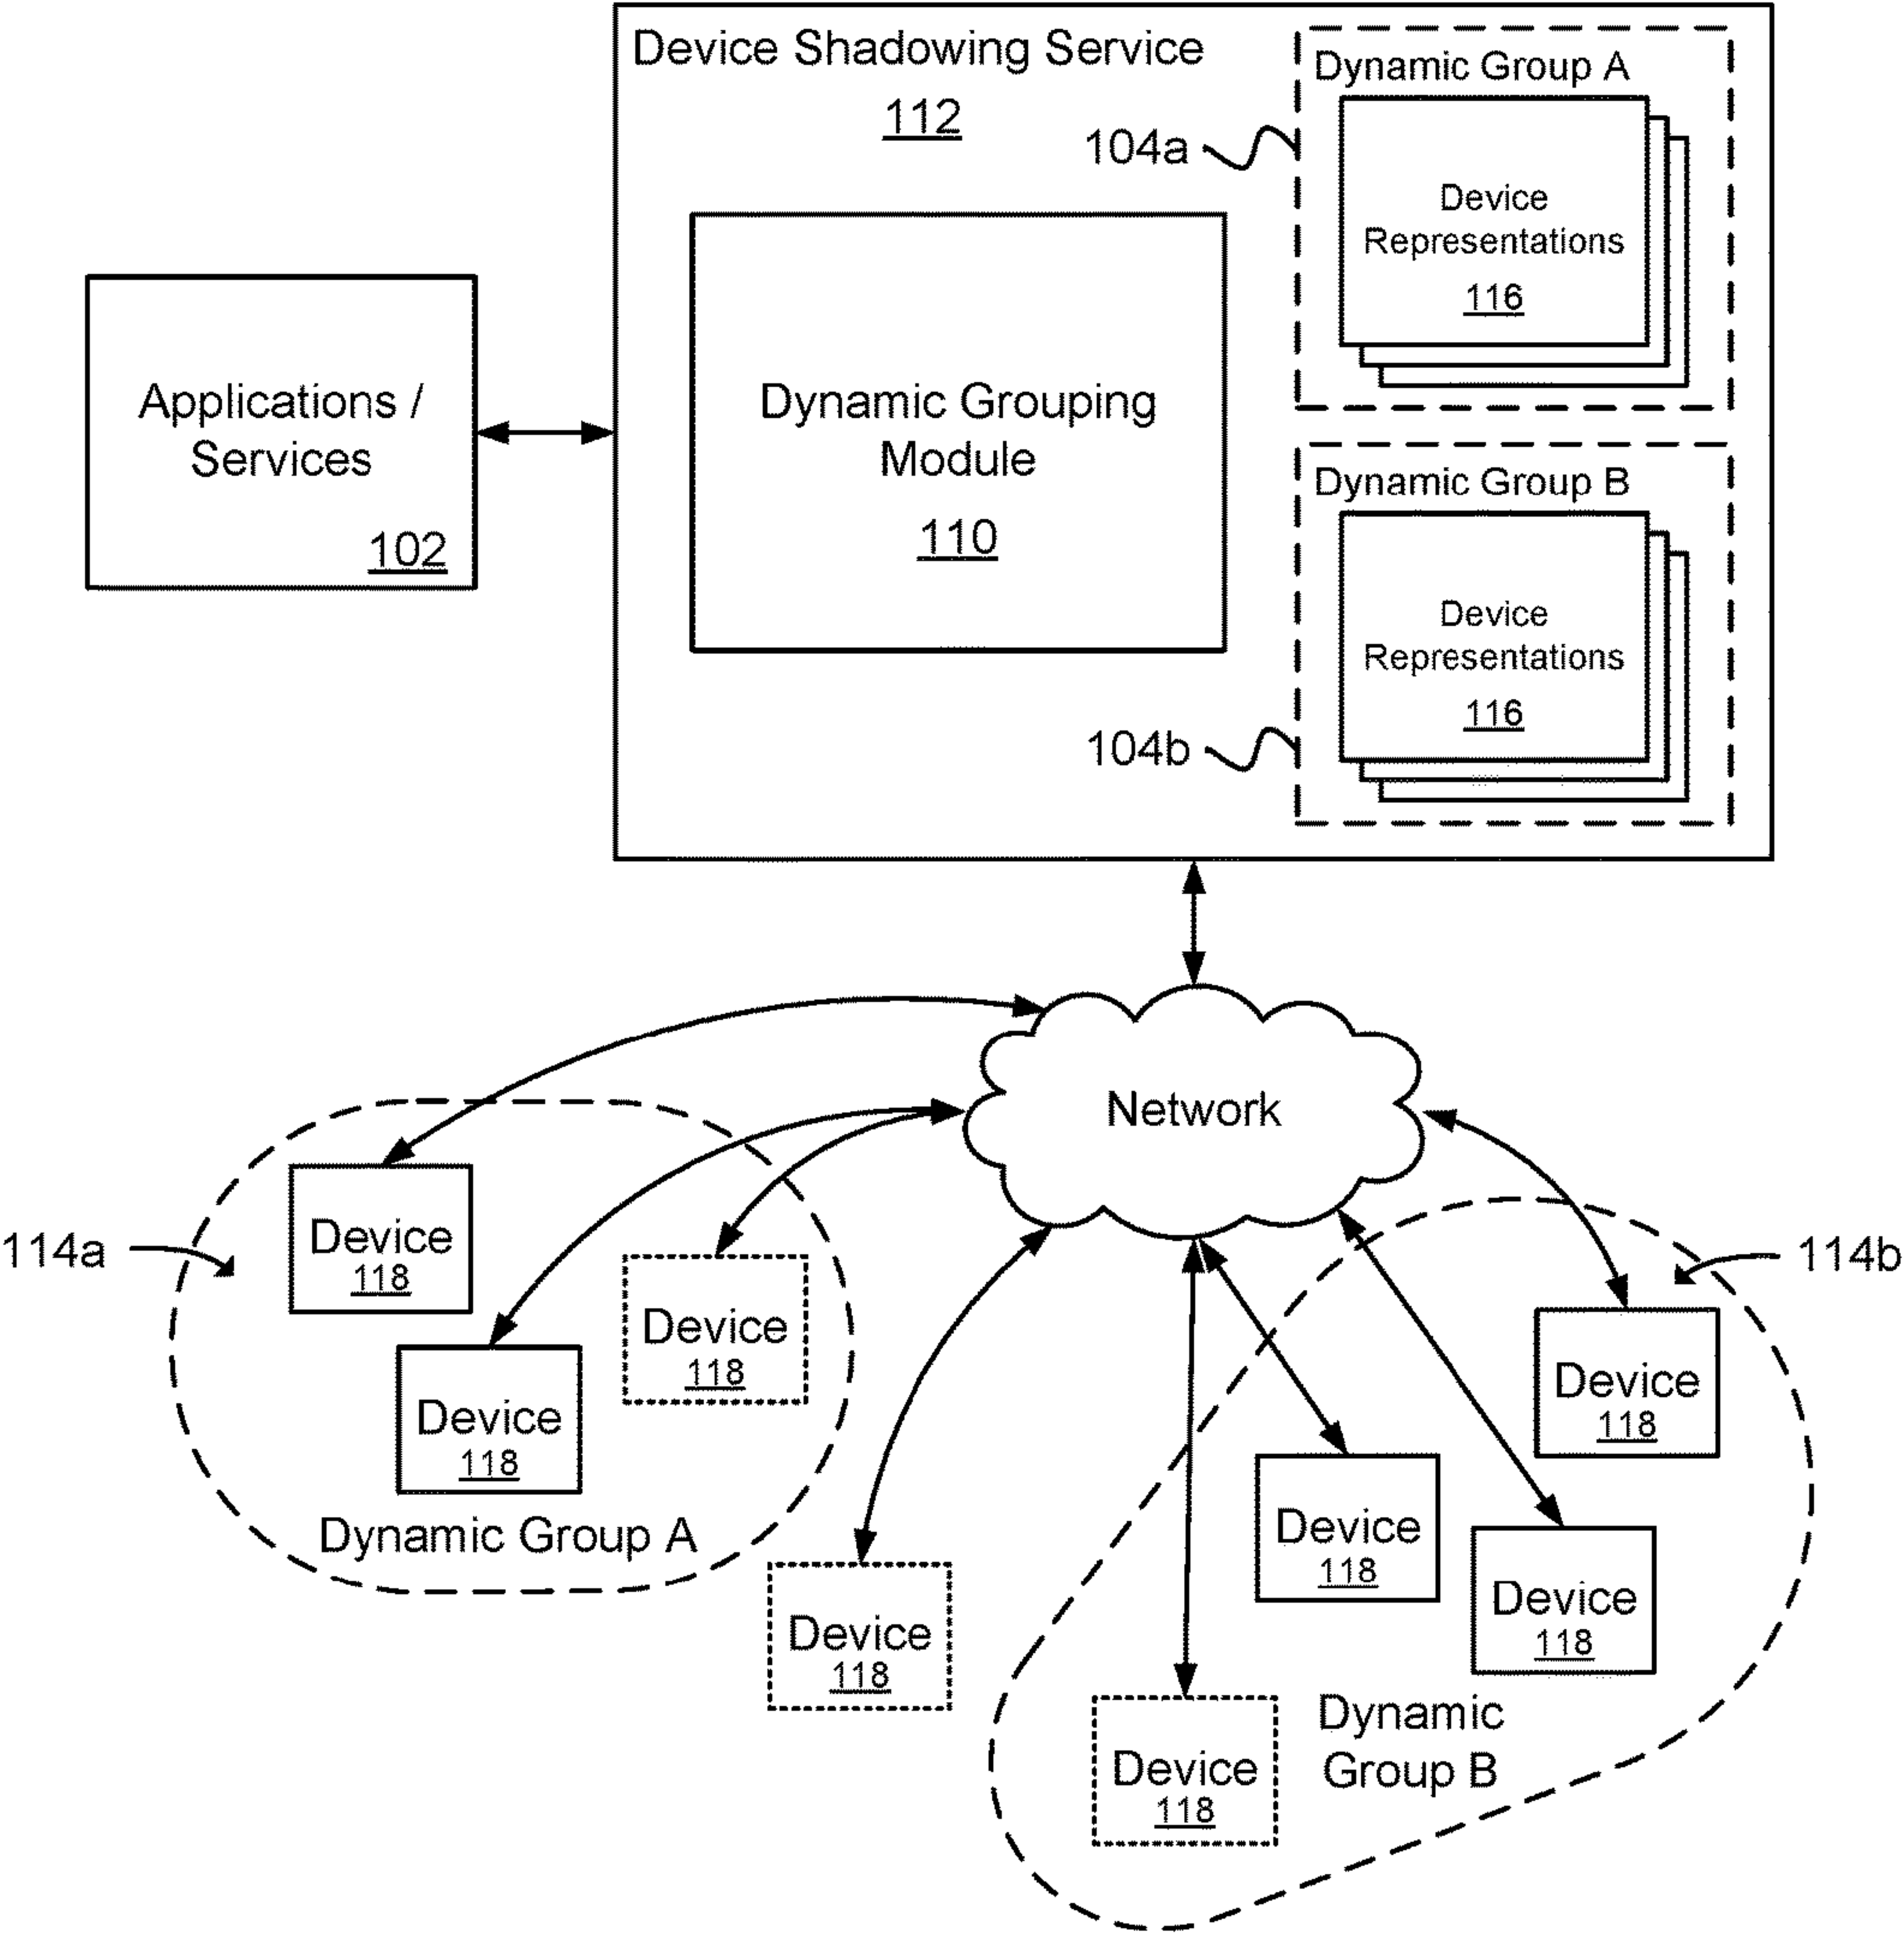 Device Shadowing Service
112
Dynamic Group A
104a
Device
Representations
116
Applications /
Services
102
Dynamic Grouping
Module
110
Dynamic Group B
Device
Representations
116
104b
Network
114a
Device
118
Device
118
Device
118
Dynamic Group A
114b
Device
118
Device
118
Device
118
Device
118
Device
118
Dynamic
Group B